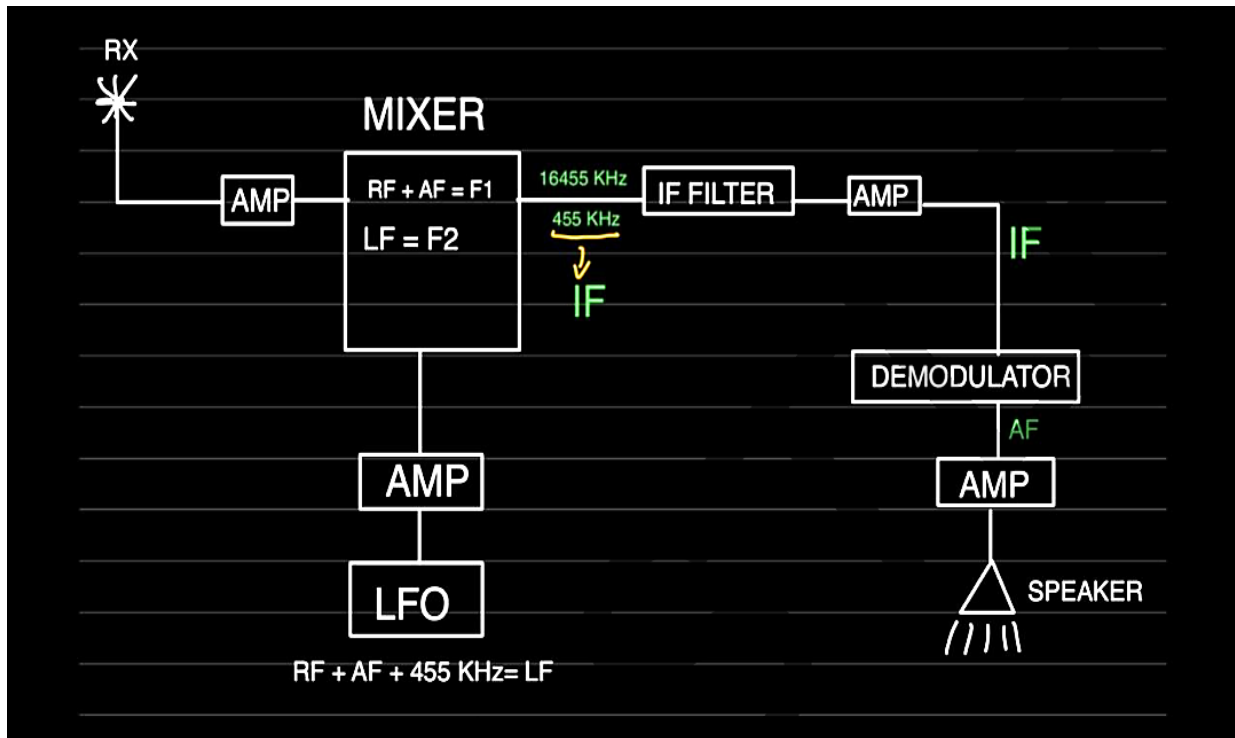 RX
MIXER
AMP
RF + AF = F1
LF = F2
16455 KHz
455 KHz
IF
IF FILTER
AMP
IF
DEMODULATOR
AF
AMP
SPEAKER
AMP
LFO
RF + AF + 455 KHz= LF